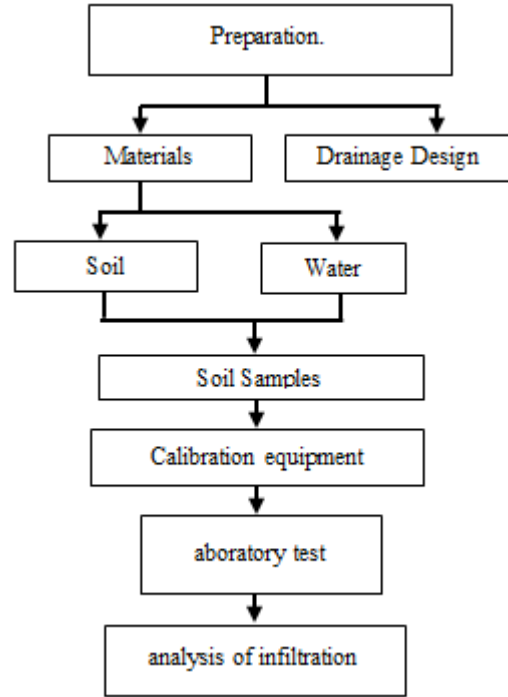 Preparation.
Materials
Drainage Design
Soil
Water
Soil Samples
Calibration equipment
aboratory test
analysis of infiltration